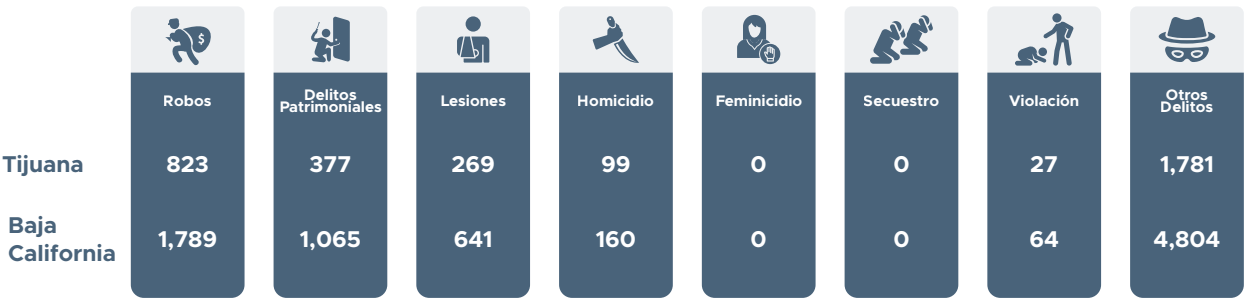 Robos
Delitos
Patrimoniales
Lesiones
Homicidio
Feminicidio
Secuestro
Violación
Otros
Delitos
Tijuana 823 377 269 99 0 0 27 1,781
Baja
California 1,789 1,065 641 160 0 0 64 4,804
$